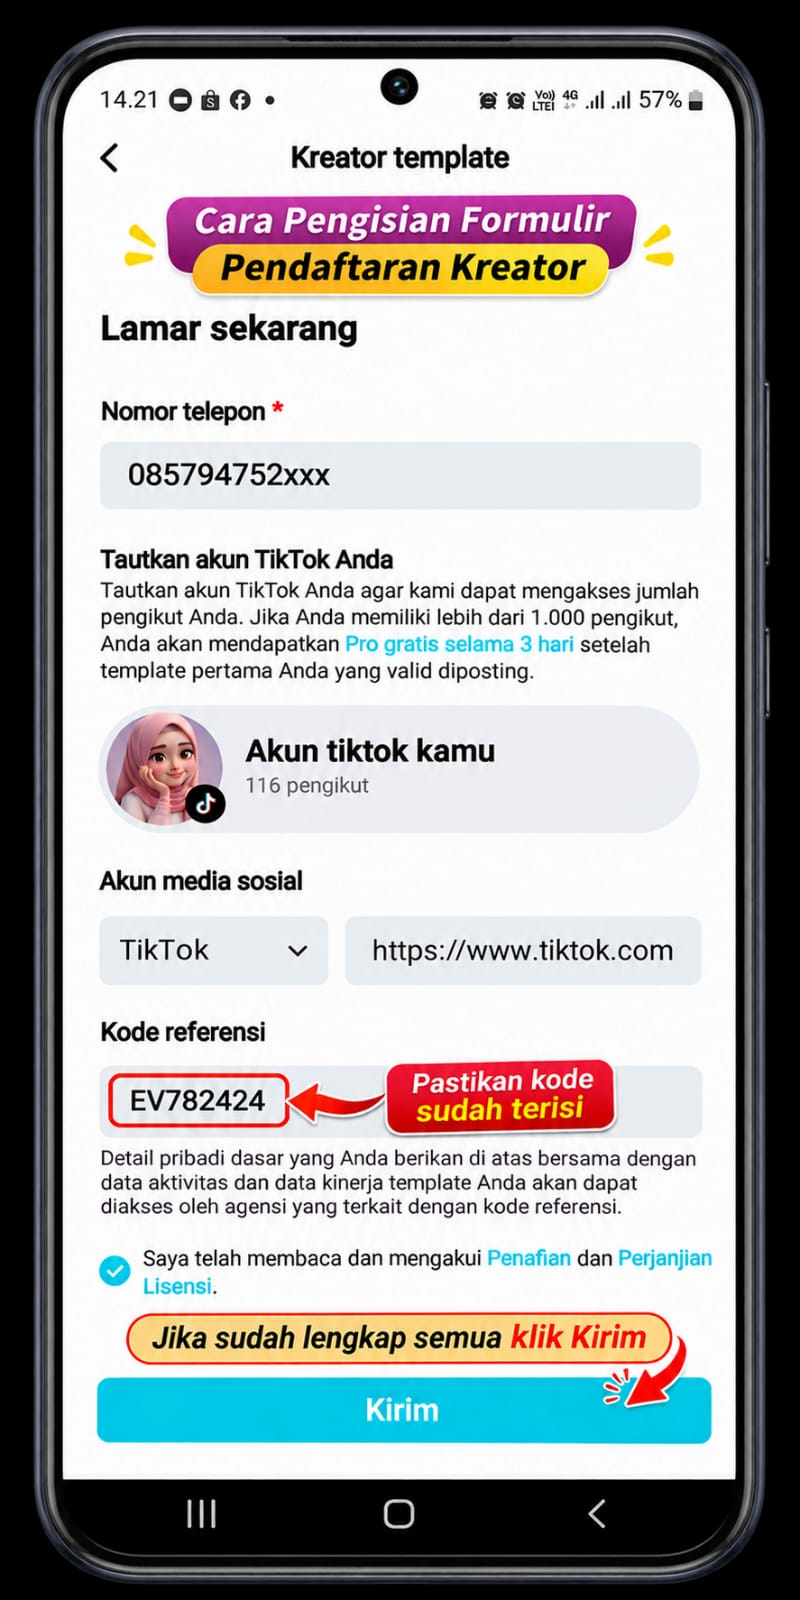 14.21
Vo))
LTE1
4G
57%
Kreator template
Cara Pengisian Formulir
Pendaftaran Kreator
Lamar sekarang
Nomor telepon *
085794752xxx
Tautkan akun TikTok Anda
Tautkan akun TikTok Anda agar kami dapat mengakses jumlah
pengikut Anda. Jika Anda memiliki lebih dari 1.000 pengikut,
Anda akan mendapatkan Pro gratis selama 3 hari setelah
template pertama Anda yang valid diposting.
Akun tiktok kamu
116 pengikut
Akun media sosial
TikTok
https://www.tiktok.com
Kode referensi
EV782424
Pastikan kode
sudah terisi
Detail pribadi dasar yang Anda berikan di atas bersama dengan
data aktivitas dan data kinerja template Anda akan dapat
diakses oleh agensi yang terkait dengan kode referensi.
Saya telah membaca dan mengakui Penafian dan Perjanjian
Lisensi.
Jika sudah lengkap semua klik Kirim
Kirim